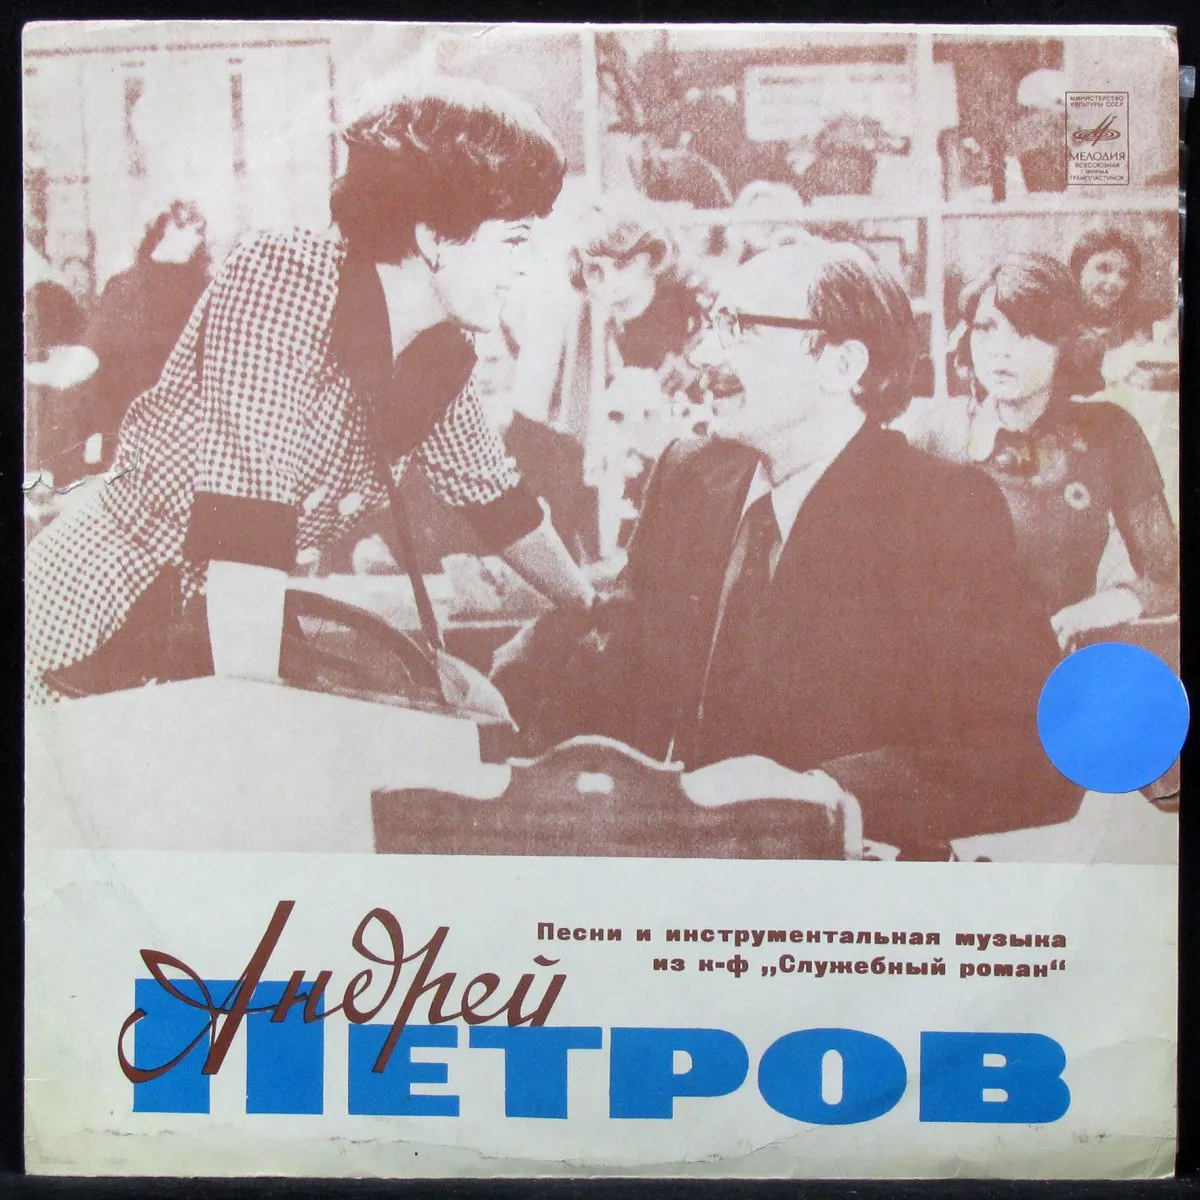 МИНИСТЕРСТВО
КУЛЬТУРЫ СССР
МЕЛОДИЯ
ВСЕСОЮЗНАЯ
ФИРМА
ГРАМПЛАСТИНОК
Песни и инструментальная музыка
из к-ф „Служебный роман“
Андрей
ПЕТРОВ